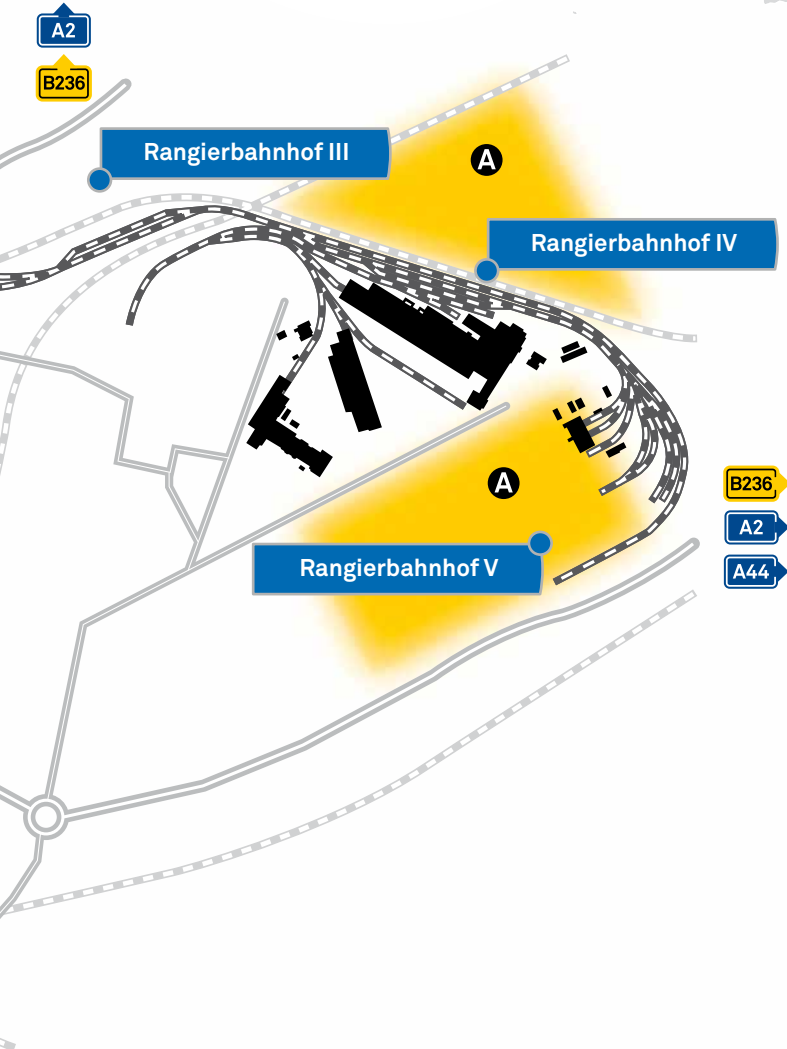 A2
B236
Rangierbahnhof III
A
Rangierbahnhof IV
A
B236
A2
Rangierbahnhof V
A44